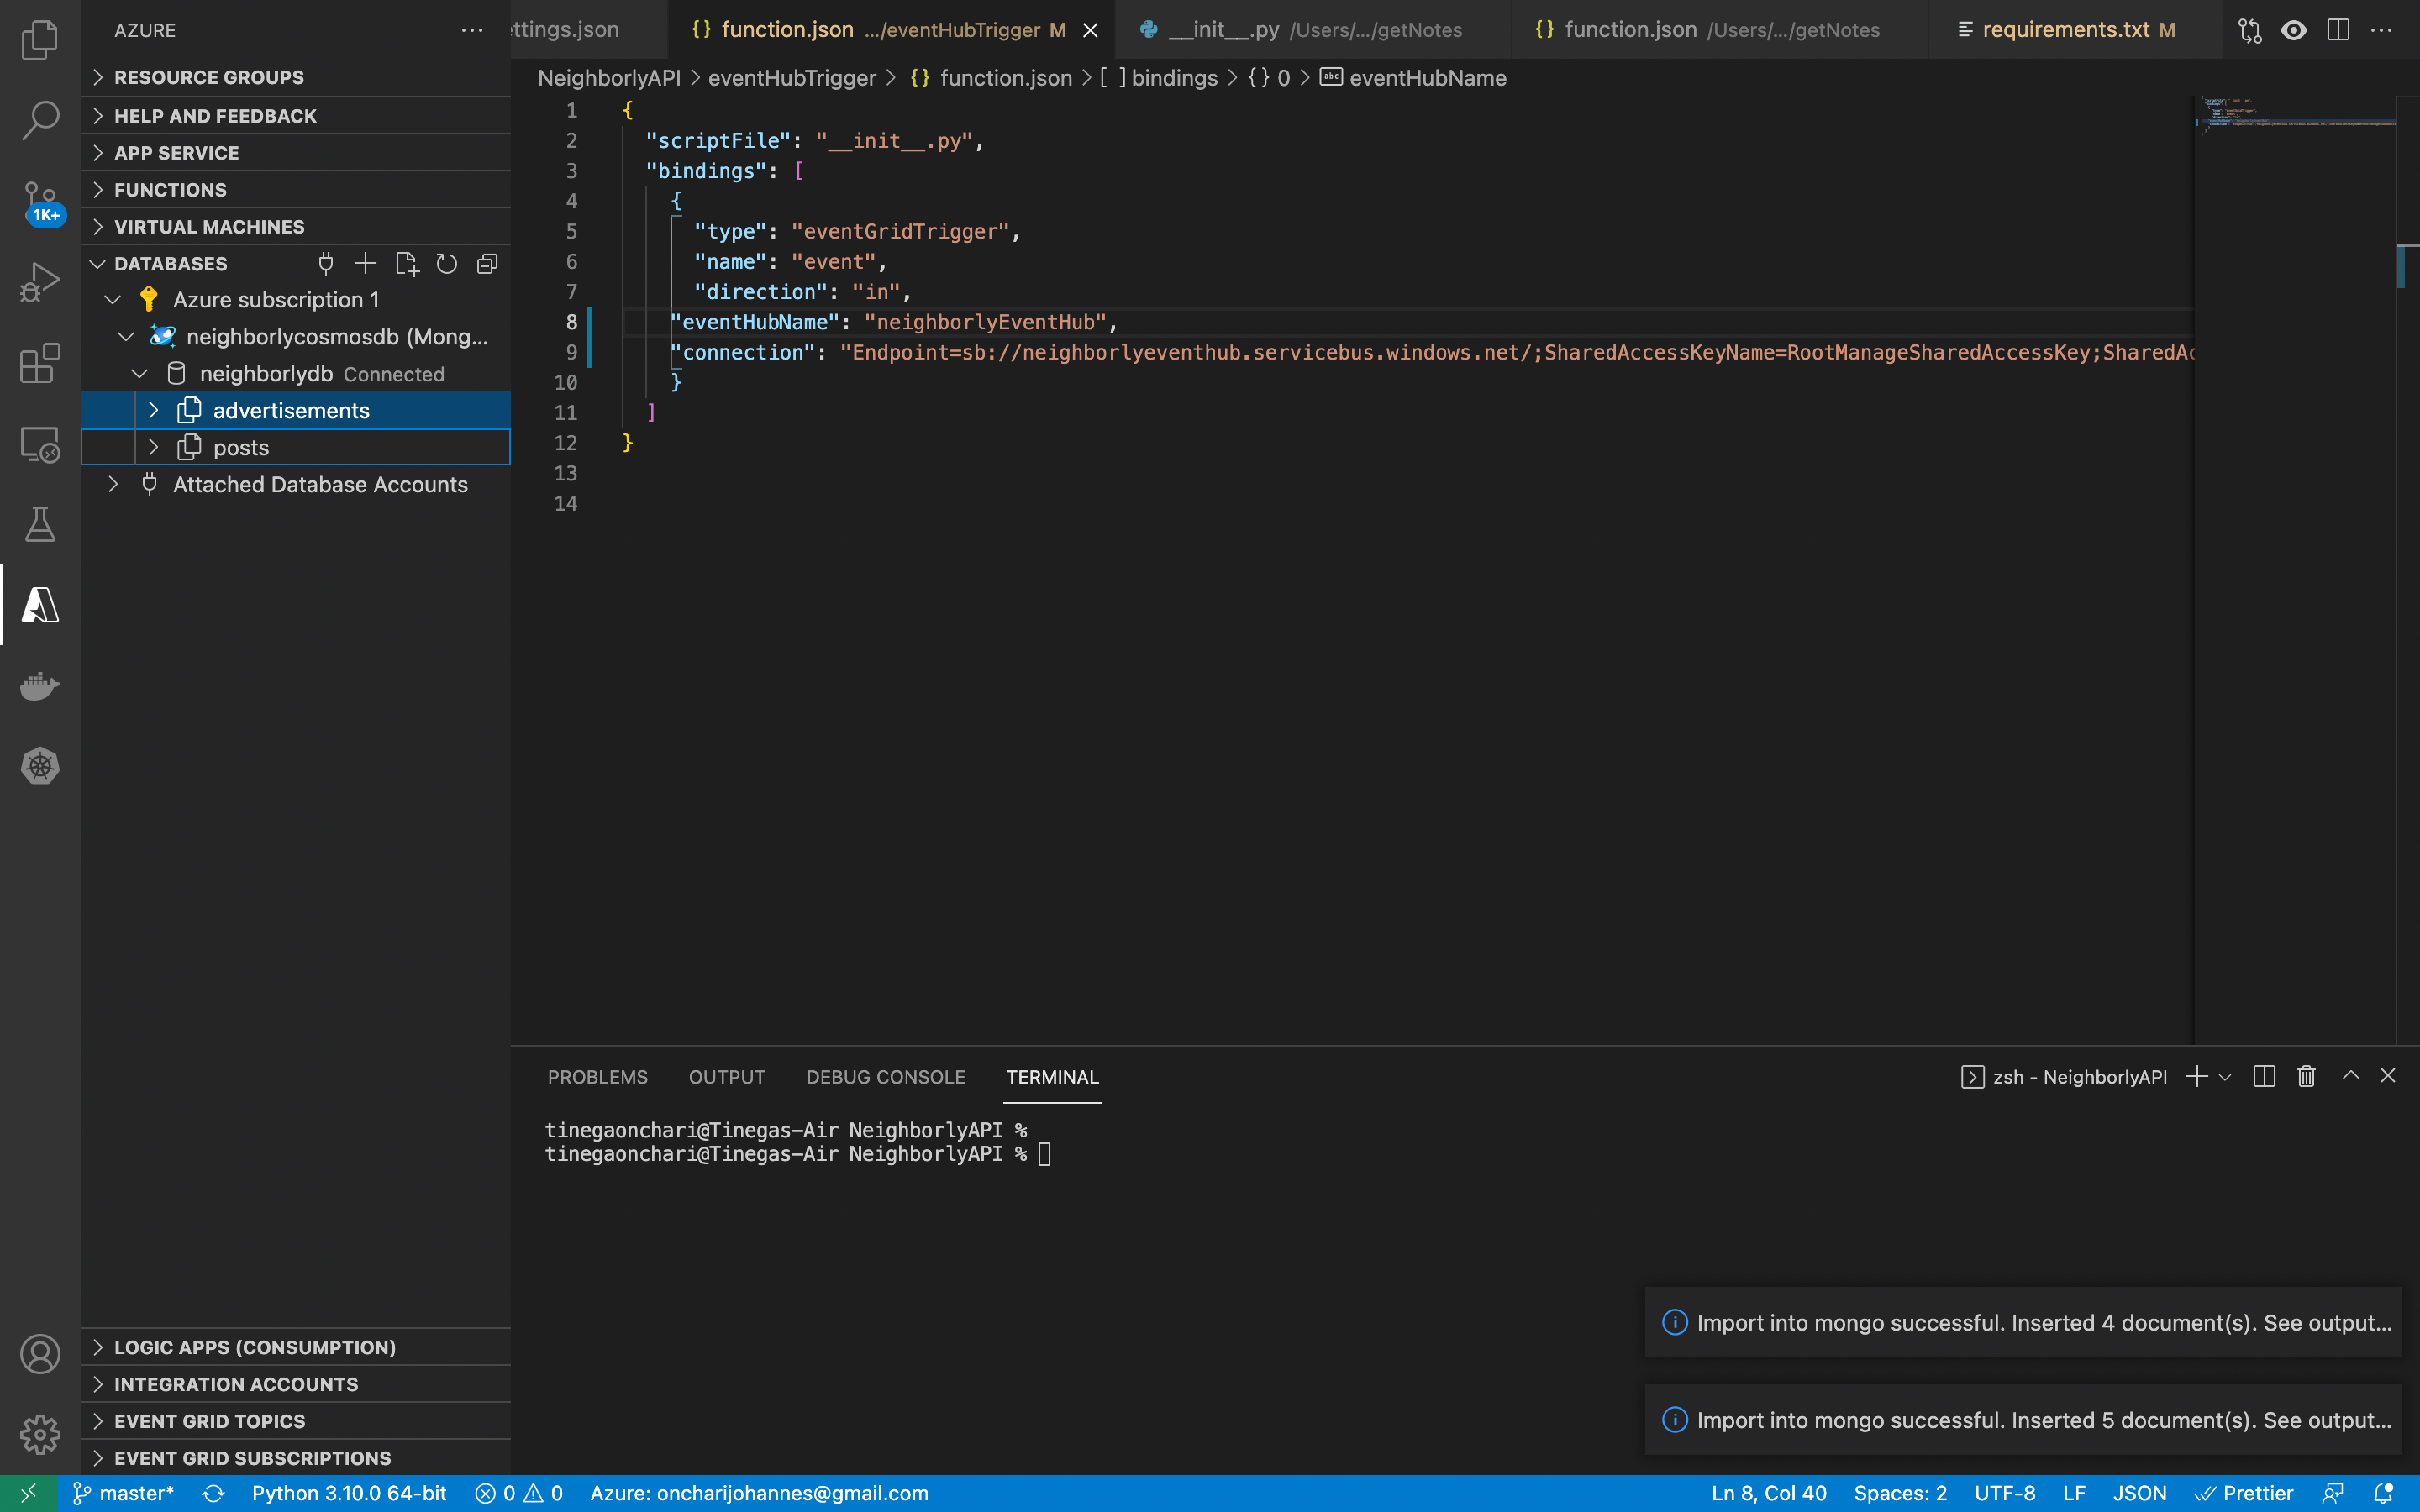 AZURE
RESOURCE GROUPS
HELP AND FEEDBACK
APP SERVICE
FUNCTIONS
VIRTUAL MACHINES
DATABASES
Azure subscription 1
neighborlycosmosdb (Mong...
neighborlydb Connected
advertisements
posts
Attached Database Accounts
LOGIC APPS (CONSUMPTION)
INTEGRATION ACCOUNTS
EVENT GRID TOPICS
EVENT GRID SUBSCRIPTIONS
1K+
ttings.json
{} function.json .../eventHubTrigger M
__init__.py /Users/.../getNotes
{} function.json /Users/.../getNotes
requirements.txt M
NeighborlyAPI > eventHubTrigger > {} function.json > [ ] bindings > {} 0 > abc eventHubName
1 {
2 "scriptFile": "__init__.py",
3 "bindings": [
4 {
5 "type": "eventGridTrigger",
6 "name": "event",
7 "direction": "in",
8 "eventHubName": "neighborlyEventHub",
9 "connection": "Endpoint=sb://neighborlyeventhub.servicebus.windows.net/;SharedAccessKeyName=RootManageSharedAccessKey;SharedAc
10 }
11 ]
12 }
13
14
PROBLEMS OUTPUT DEBUG CONSOLE TERMINAL
zsh - NeighborlyAPI
tinegaonchari@Tinegas-Air NeighborlyAPI %
tinegaonchari@Tinegas-Air NeighborlyAPI %
Import into mongo successful. Inserted 4 document(s). See output...
Import into mongo successful. Inserted 5 document(s). See output...
master* Python 3.10.0 64-bit 0 0 Azure: oncharijohannes@gmail.com Ln 8, Col 40 Spaces: 2 UTF-8 LF JSON Prettier